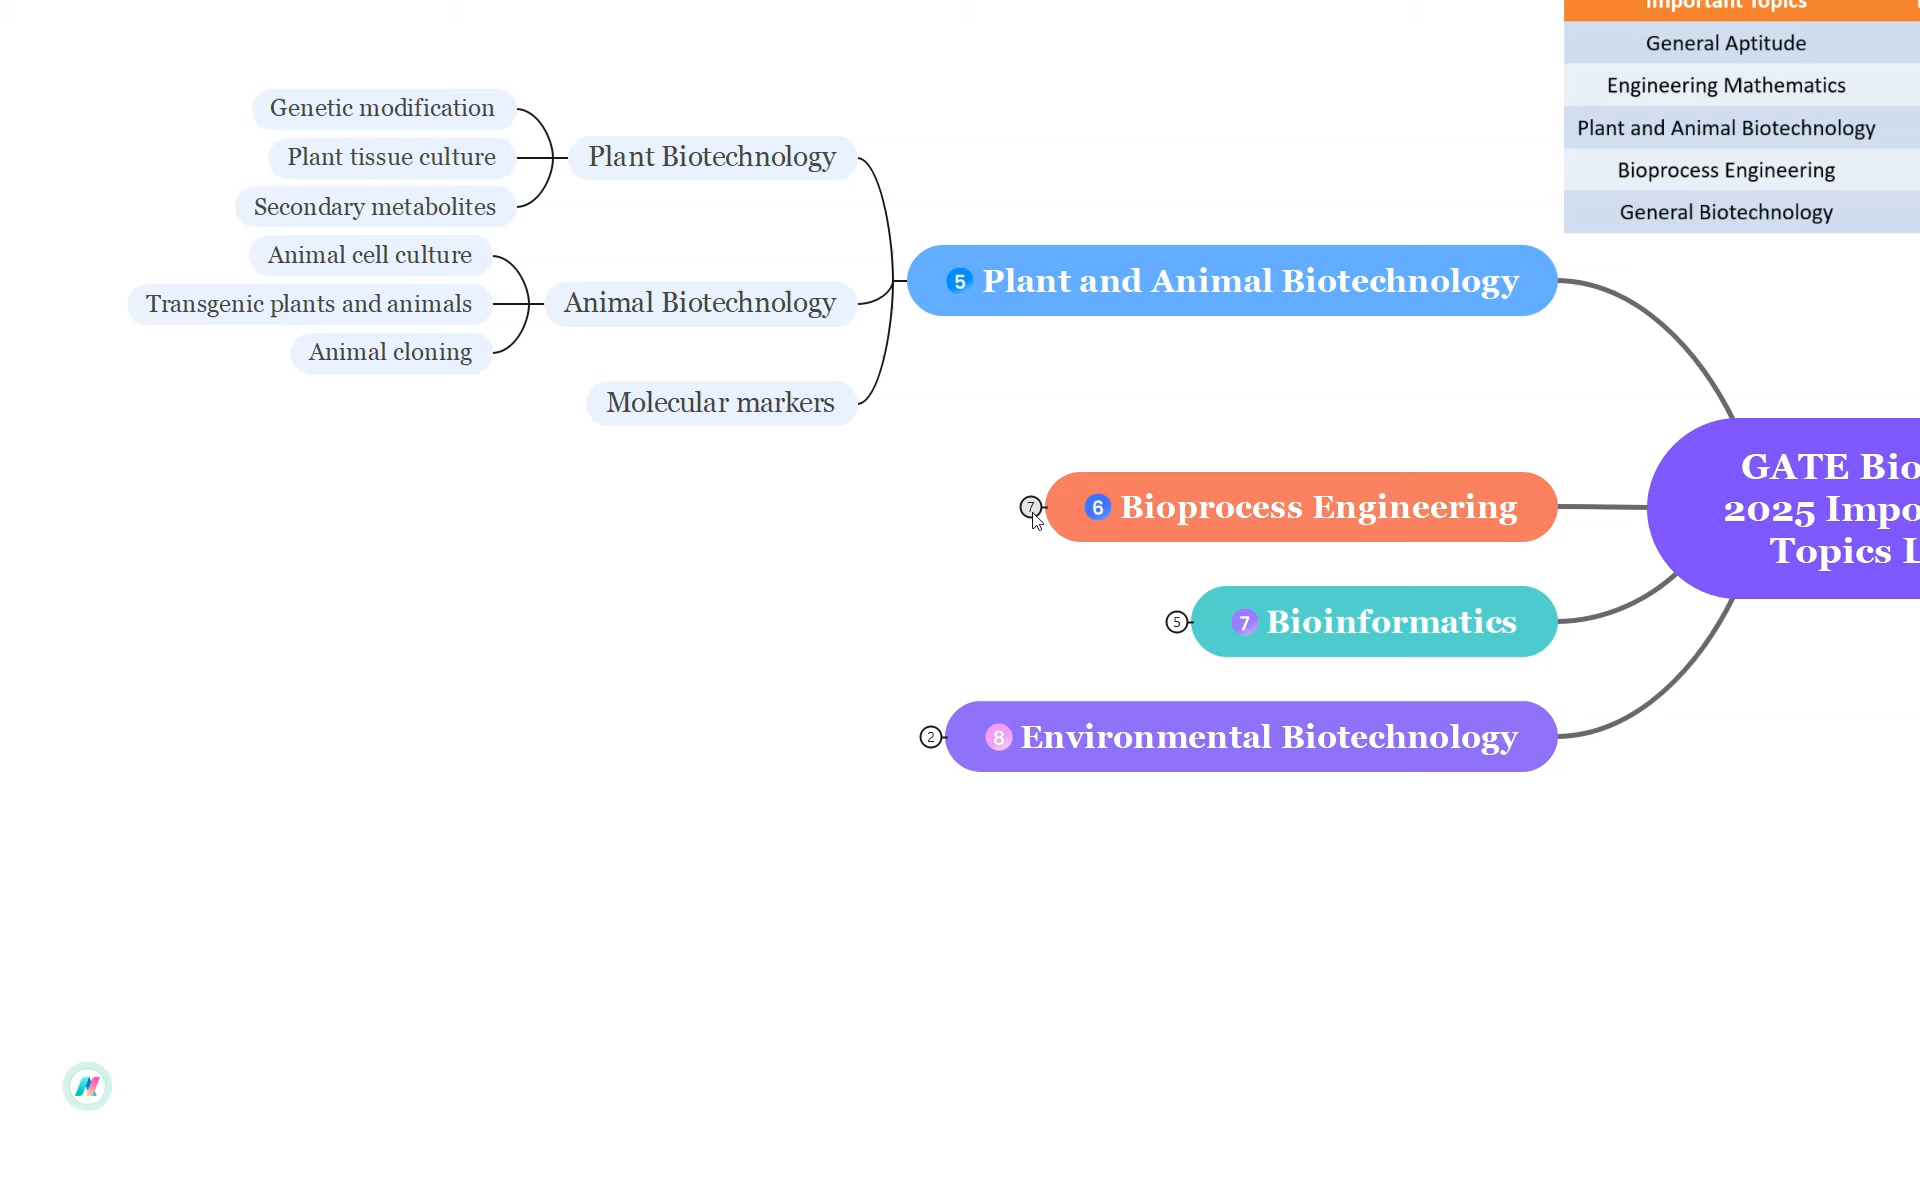 Important Topics
General Aptitude
Engineering Mathematics
Plant and Animal Biotechnology
Bioprocess Engineering
General Biotechnology
Genetic modification
Plant tissue culture
Secondary metabolites
Plant Biotechnology
Animal cell culture
Transgenic plants and animals
Animal cloning
Animal Biotechnology
Molecular markers
5 Plant and Animal Biotechnology
7
6 Bioprocess Engineering
5
7 Bioinformatics
2
8 Environmental Biotechnology
GATE Bio
2025 Impo
Topics L